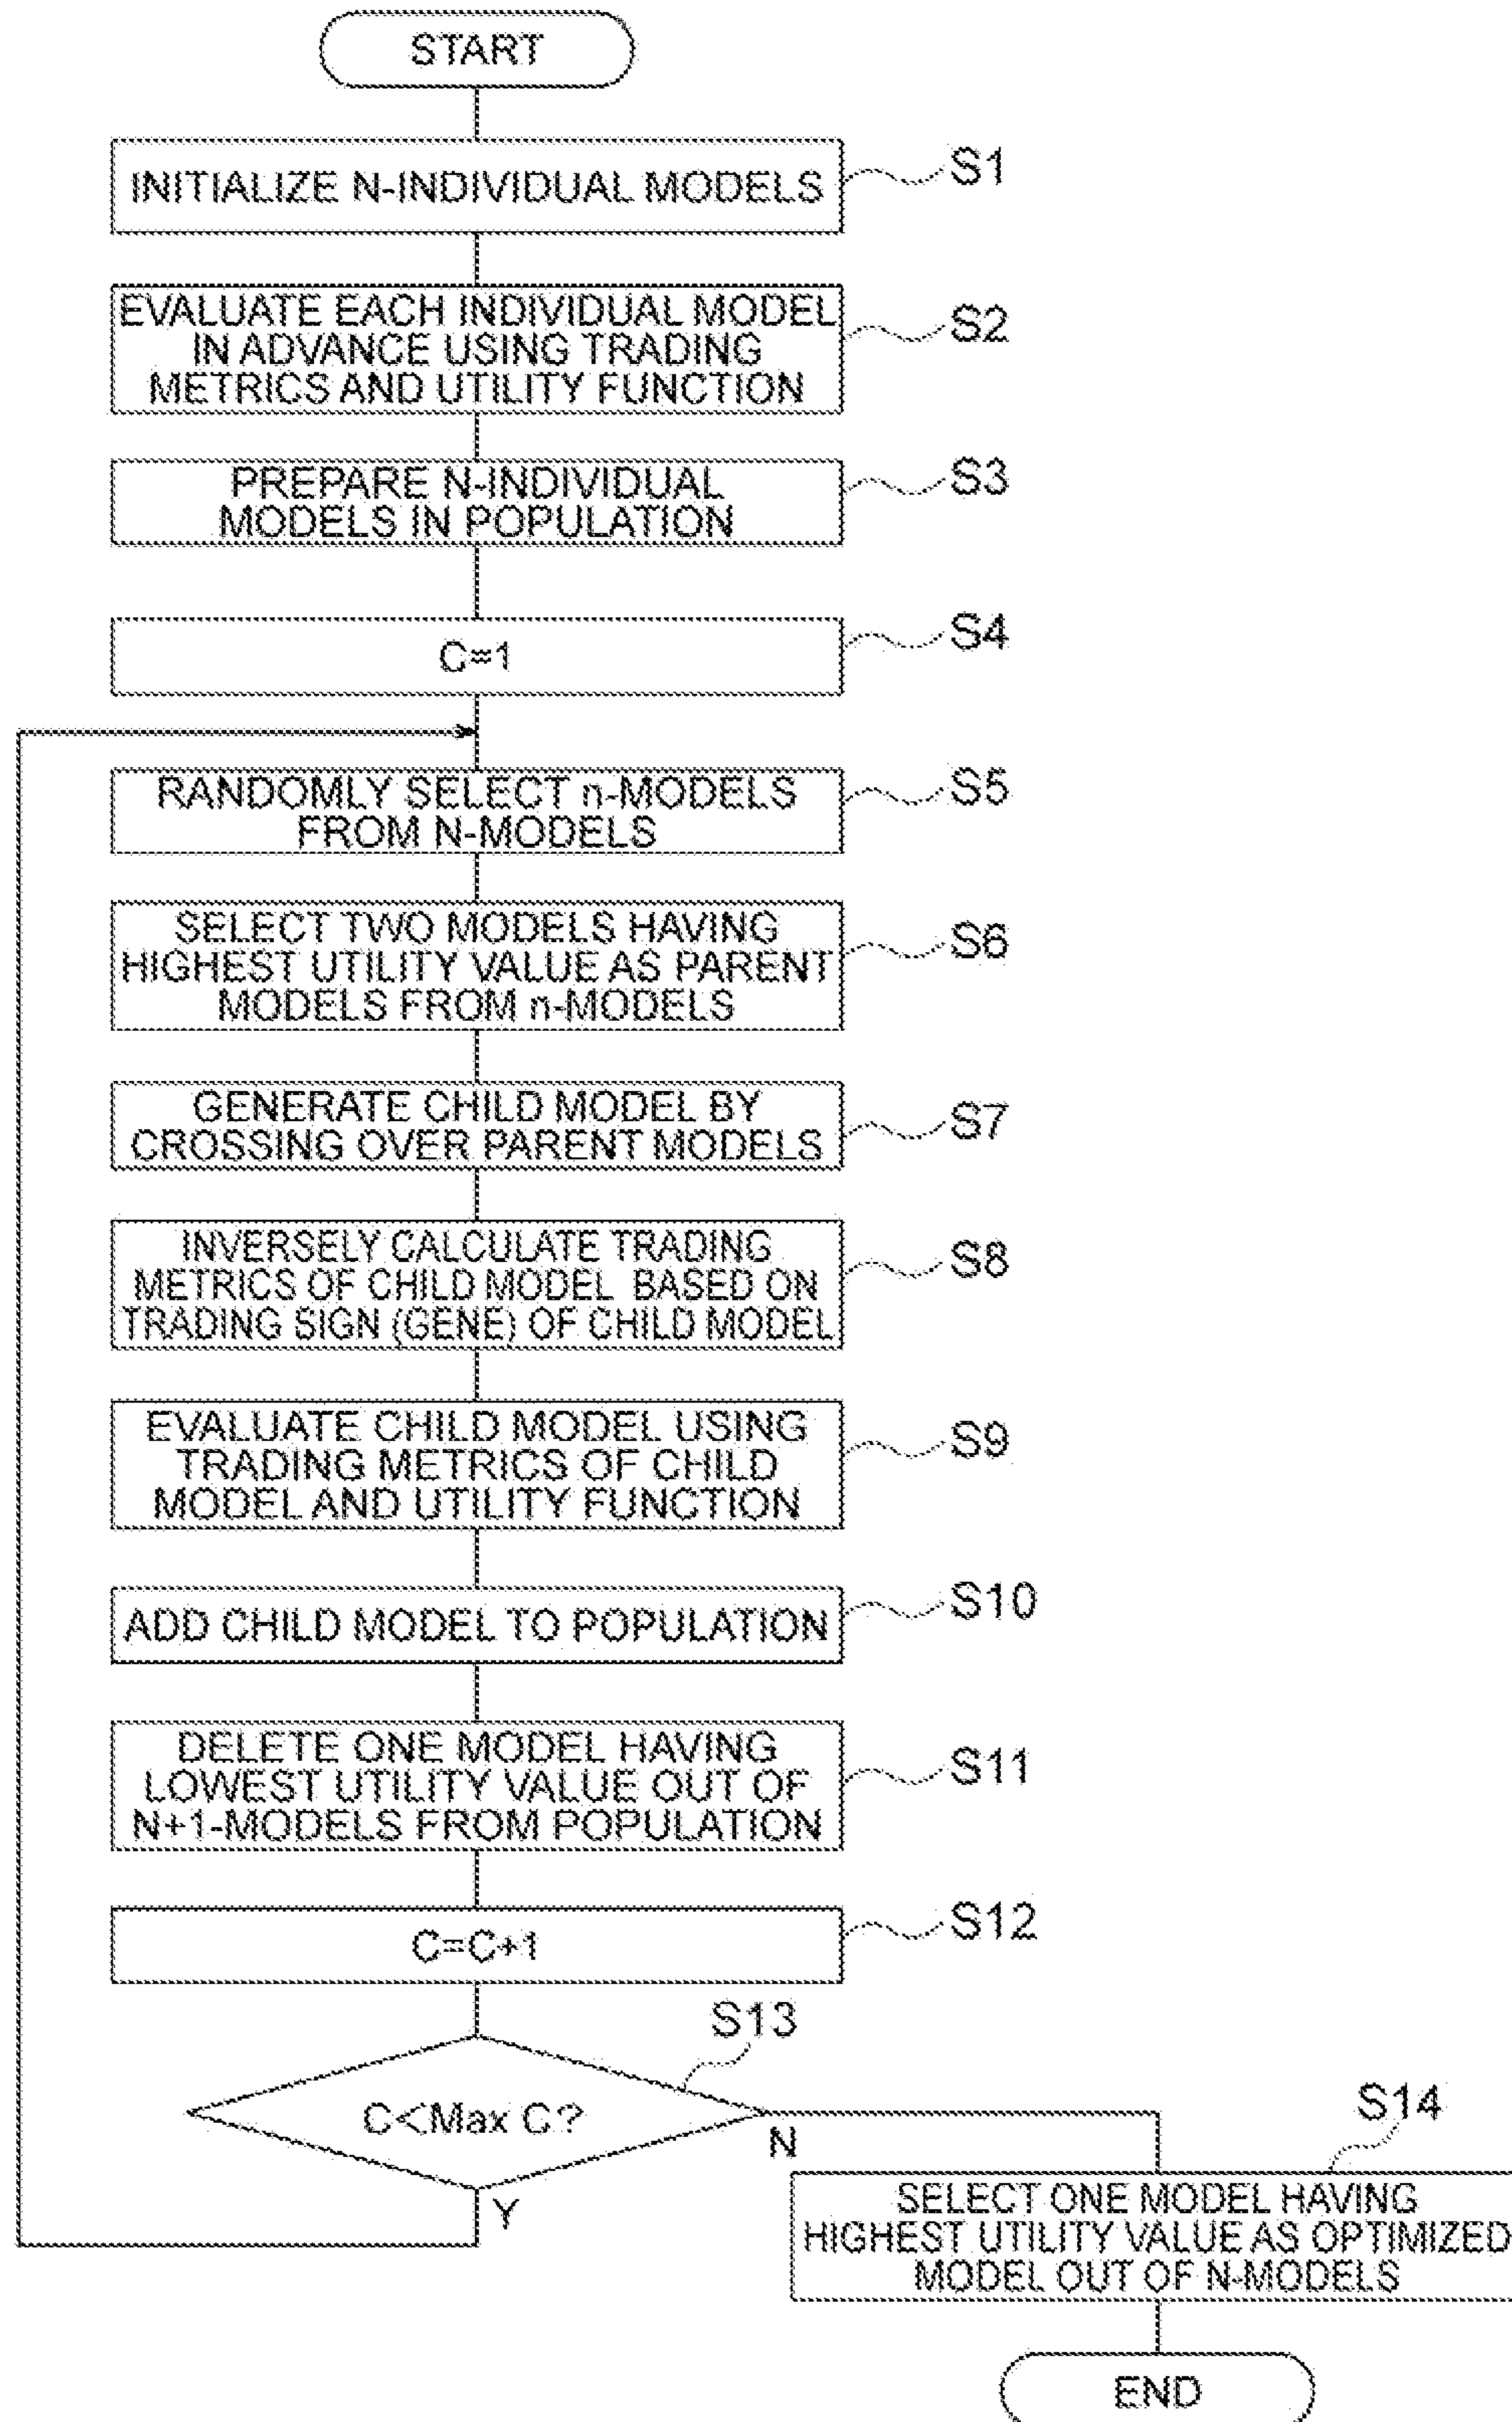 START
INITIALIZE N-INDIVIDUAL MODELS
S1
EVALUATE EACH INDIVIDUAL MODEL
IN ADVANCE USING TRADING
METRICS AND UTILITY FUNCTION
S2
PREPARE N-INDIVIDUAL
MODELS IN POPULATION
S3
C=1
S4
RANDOMLY SELECT n-MODELS
FROM N-MODELS
S5
SELECT TWO MODELS HAVING
HIGHEST UTILITY VALUE AS PARENT
MODELS FROM n-MODELS
S6
GENERATE CHILD MODEL BY
CROSSING OVER PARENT MODELS
S7
INVERSELY CALCULATE TRADING
METRICS OF CHILD MODEL BASED ON
TRADING SIGN (GENE) OF CHILD MODEL
S8
EVALUATE CHILD MODEL USING
TRADING METRICS OF CHILD
MODEL AND UTILITY FUNCTION
S9
ADD CHILD MODEL TO POPULATION
S10
DELETE ONE MODEL HAVING
LOWEST UTILITY VALUE OUT OF
N+1-MODELS FROM POPULATION
S11
C=C+1
S12
S13
C<Max C?
N
Y
S14
SELECT ONE MODEL HAVING
HIGHEST UTILITY VALUE AS OPTIMIZED
MODEL OUT OF N-MODELS
END